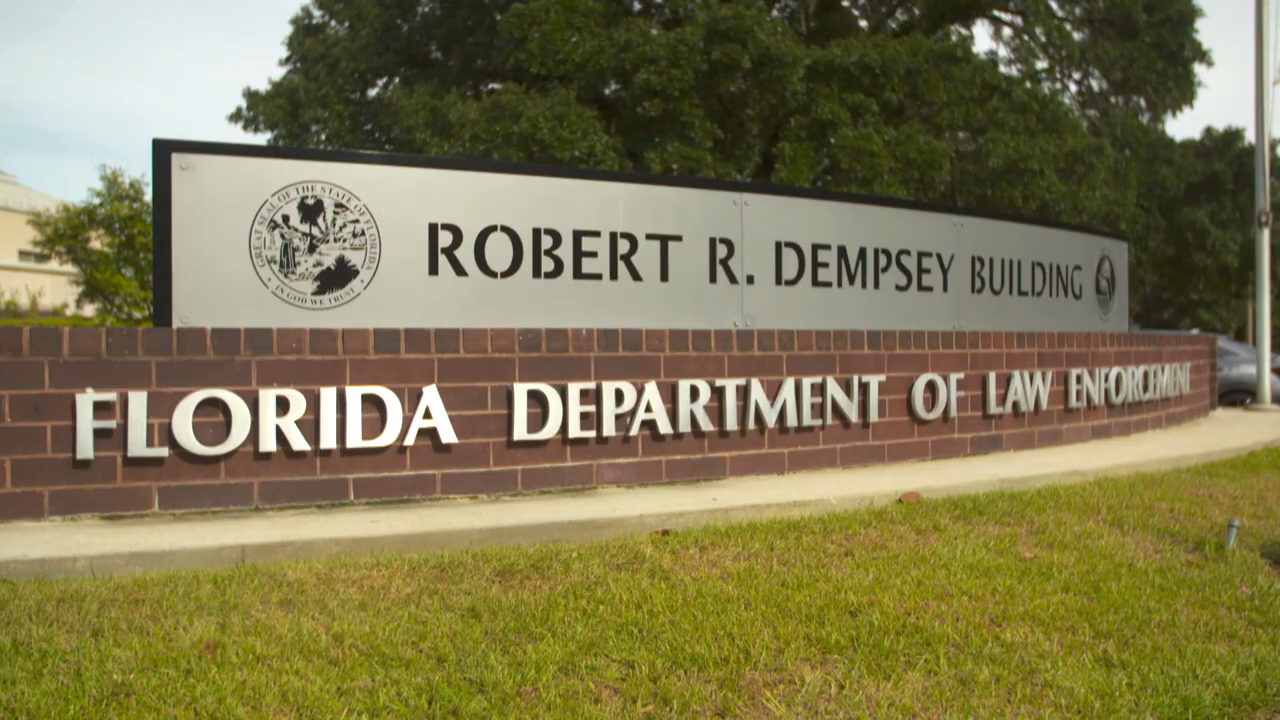 GREAT SEAL OF THE STATE OF FLORIDA
IN GOD WE TRUST
ROBERT R. DEMPSEY BUILDING
FLORIDA DEPARTMENT OF LAW ENFORCEMENT